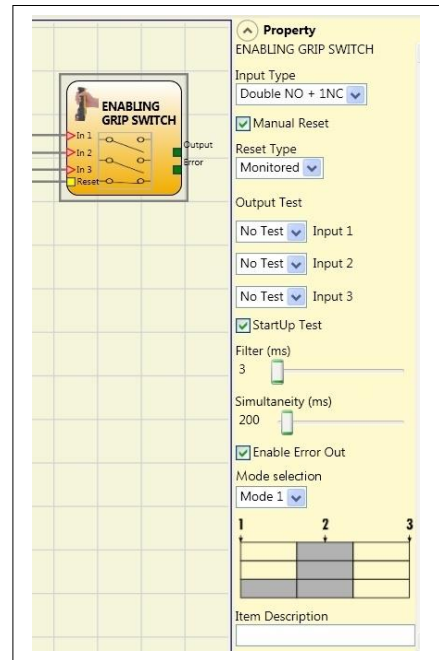 ENABLING
GRIP SWITCH
In 1
In 2
In 3
Reset
Output
Error
Property
ENABLING GRIP SWITCH
Input Type
Double NO + 1NC
Manual Reset
Reset Type
Monitored
Output Test
No Test Input 1
No Test Input 2
No Test Input 3
StartUp Test
Filter (ms)
3
Simultaneity (ms)
200
Enable Error Out
Mode selection
Mode 1
1 2 3
Item Description